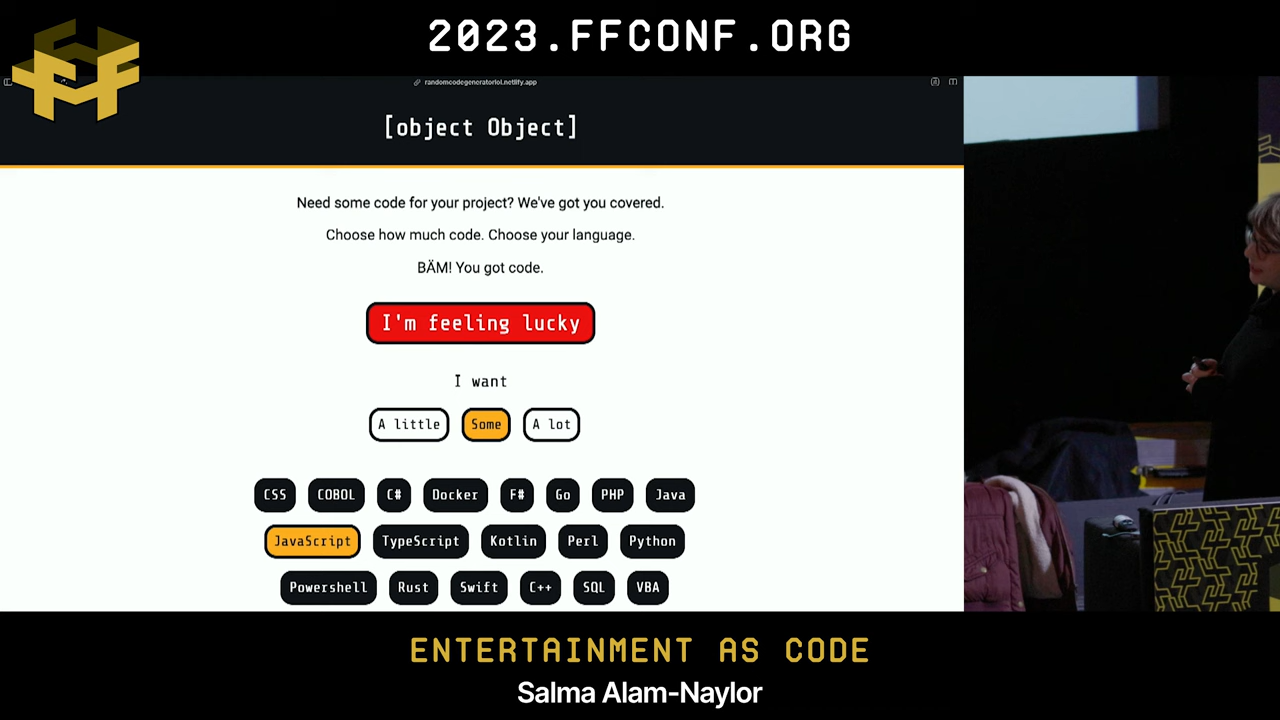 2023.FFCONF.ORG
randomcodegeneratorlol.netlify.app
[object Object]
Need some code for your project? We've got you covered.
Choose how much code. Choose your language.
BÄM! You got code.
I'm feeling lucky
I want
A little Some A lot
CSS COBOL C# Docker F# Go PHP Java
JavaScript TypeScript Kotlin Perl Python
Powershell Rust Swift C++ SQL VBA
ENTERTAINMENT AS CODE
Salma Alam-Naylor